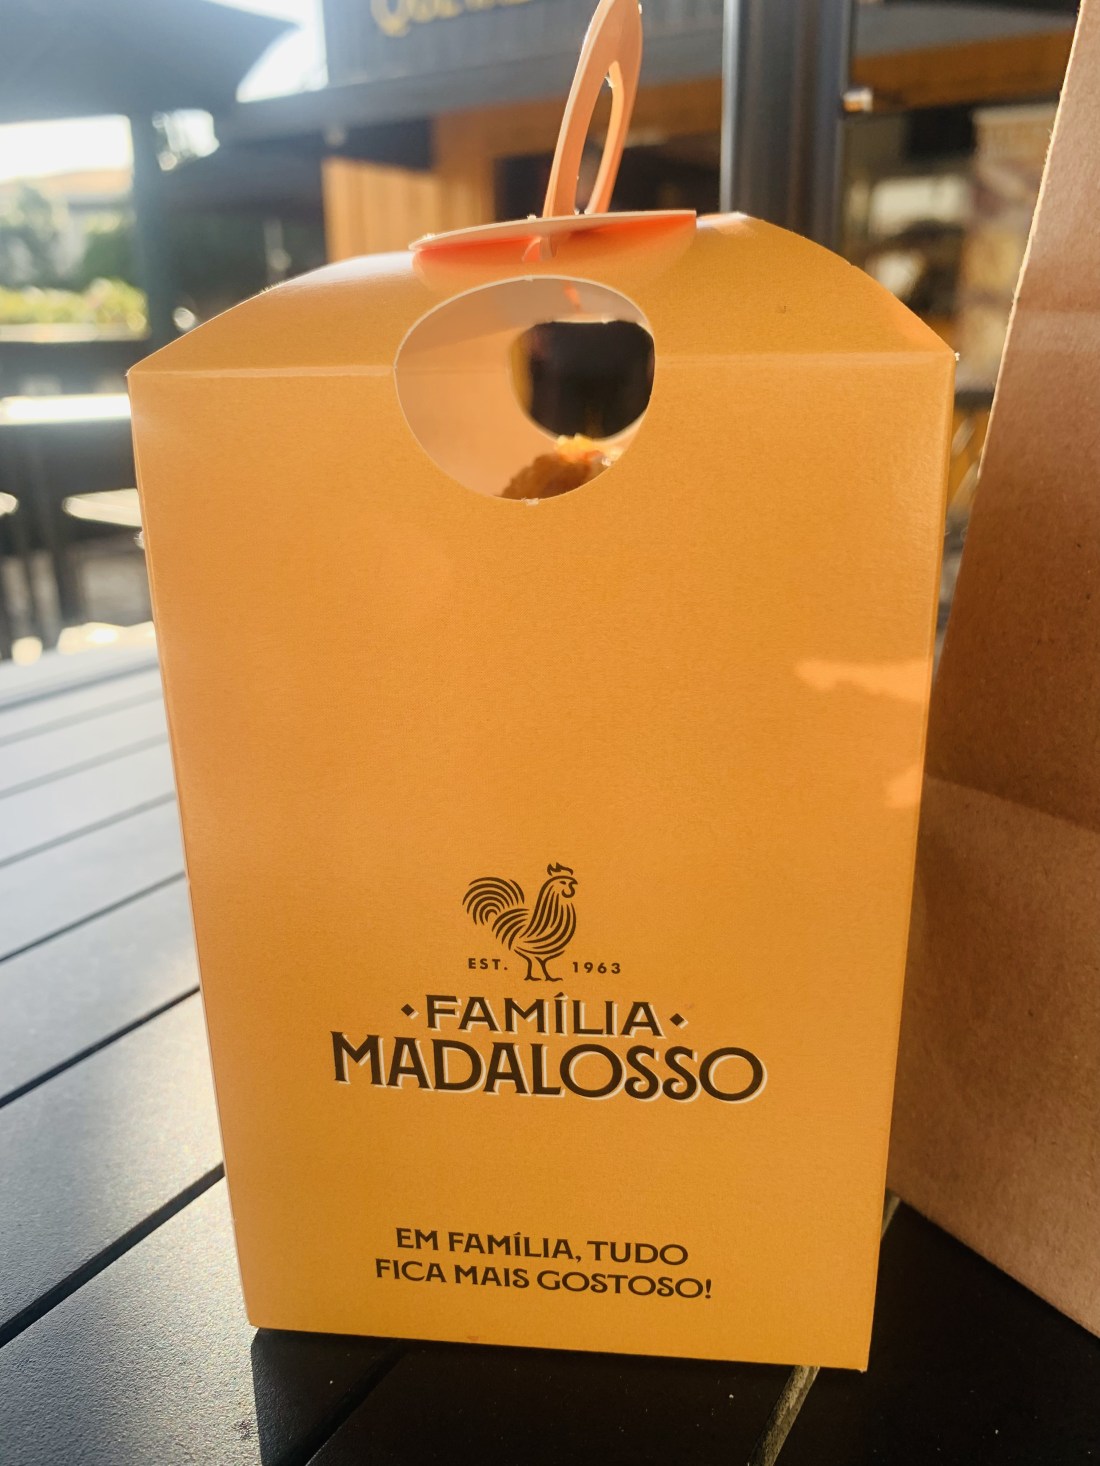 EST. 1963
·FAMÍLIA·
MADALOSSO
EM FAMÍLIA, TUDO
FICA MAIS GOSTOSO!